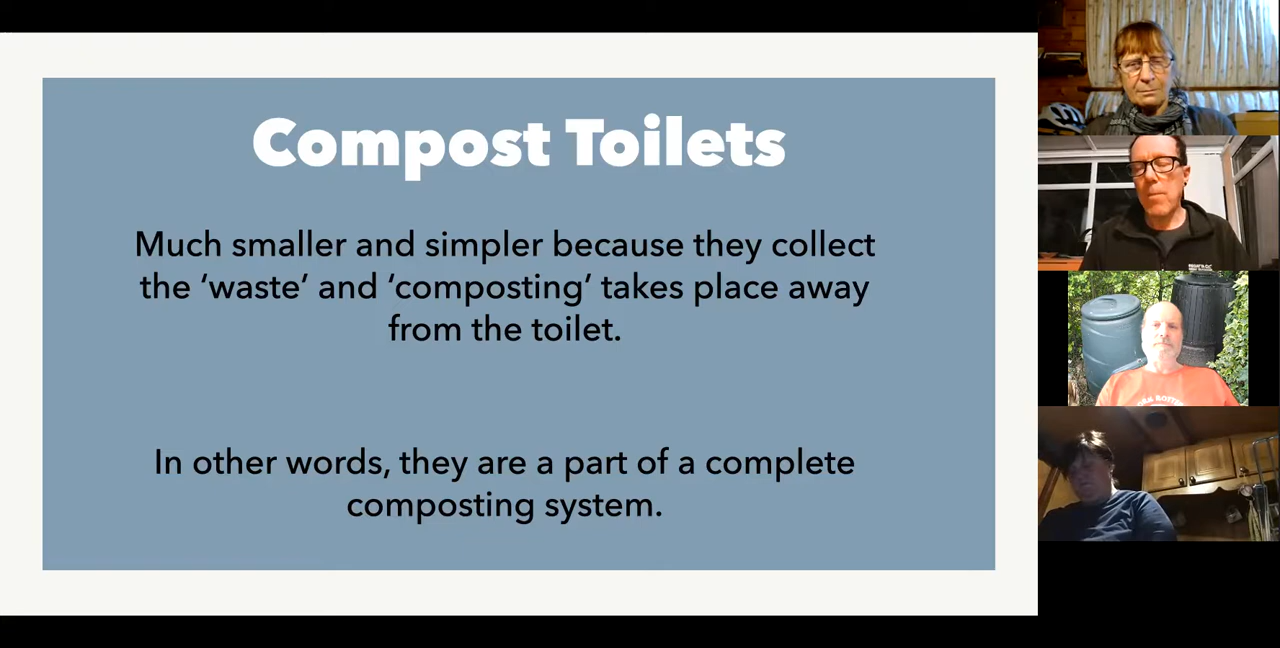 Compost Toilets
Much smaller and simpler because they collect
the ‘waste’ and ‘composting’ takes place away
from the toilet.
In other words, they are a part of a complete
composting system.